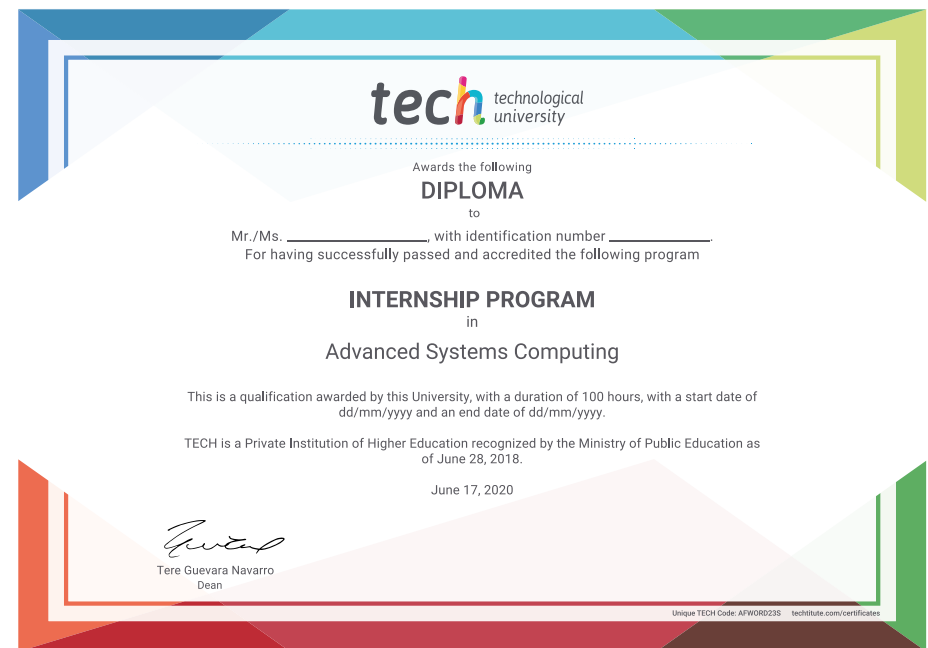 tech technological
university
Awards the following
DIPLOMA
to
Mr./Ms. ____________, with identification number ____________.
For having successfully passed and accredited the following program
INTERNSHIP PROGRAM
in
Advanced Systems Computing
This is a qualification awarded by this University, with a duration of 100 hours, with a start date of
dd/mm/yyyy and an end date of dd/mm/yyyy.
TECH is a Private Institution of Higher Education recognized by the Ministry of Public Education as
of June 28, 2018.
June 17, 2020
Tere Guevara Navarro
Dean
Unique TECH Code: AFWORD23S techtitute.com/certificates